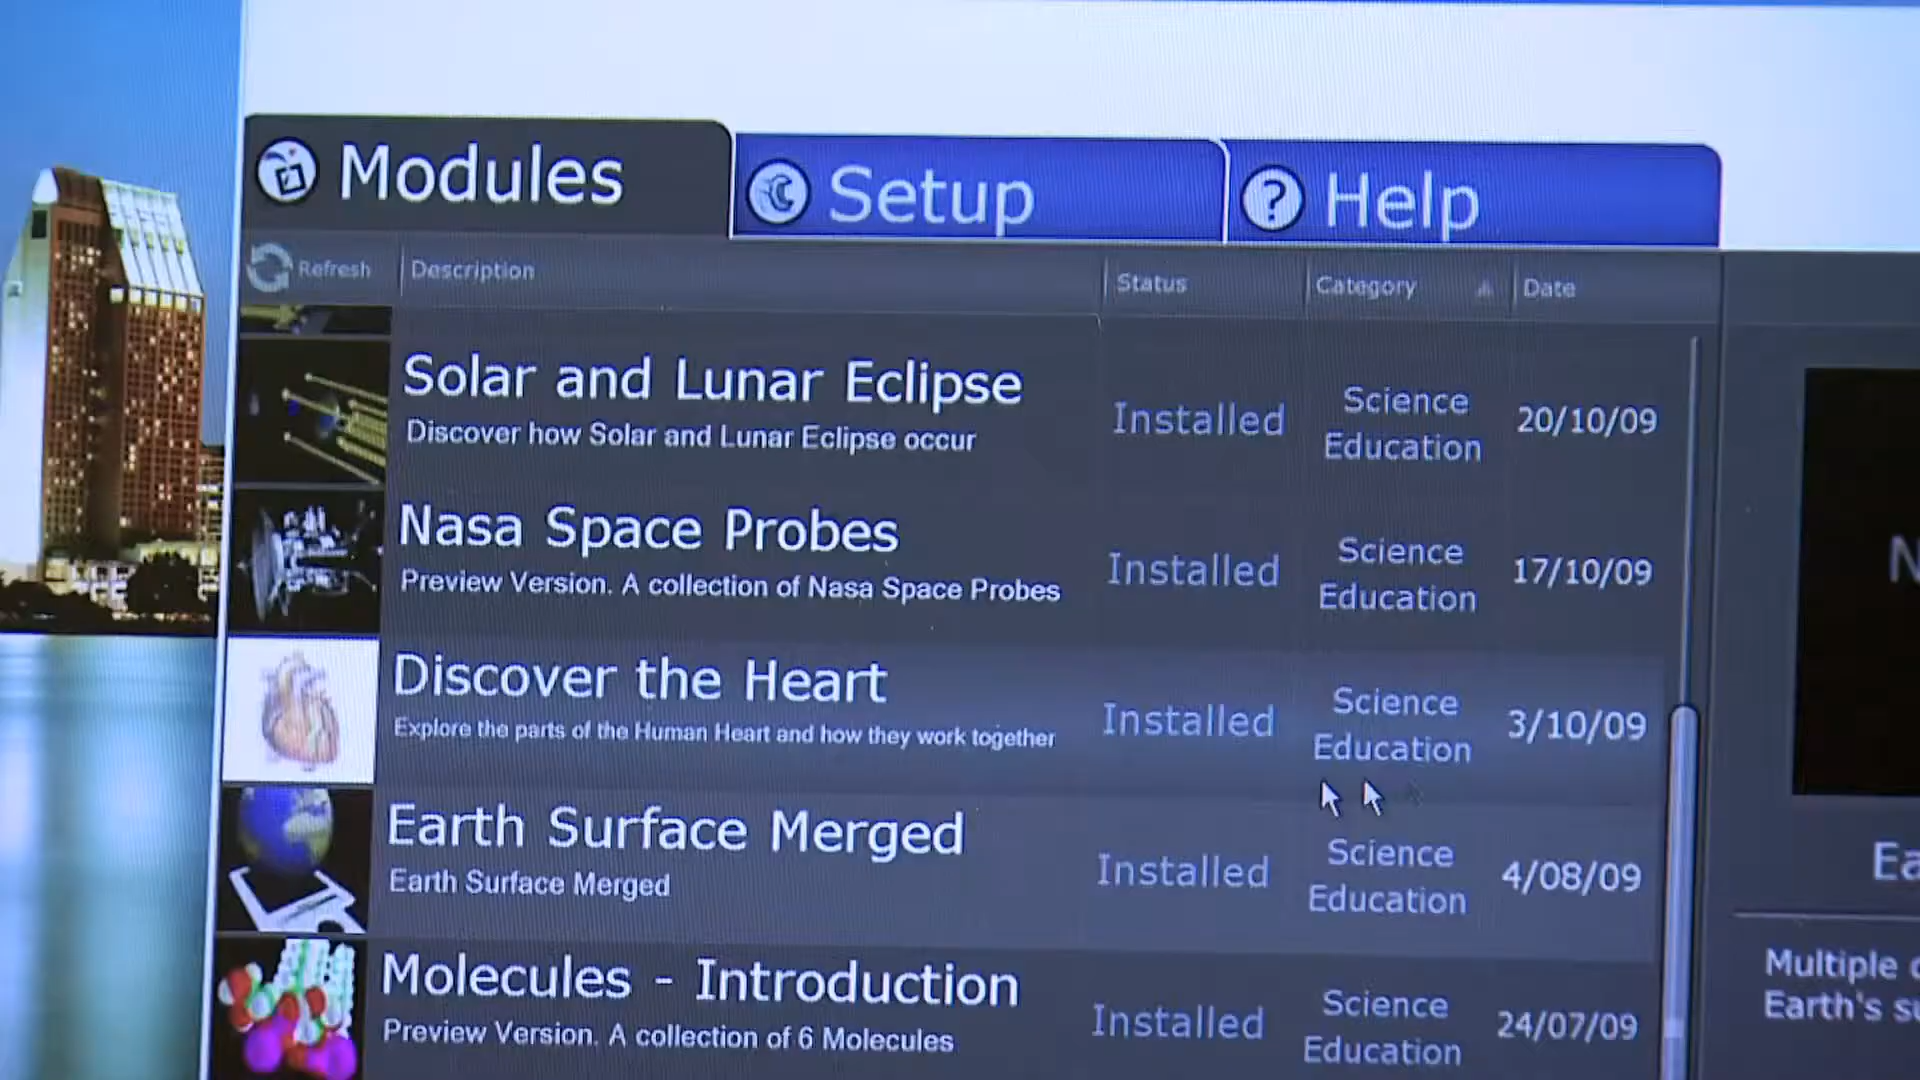 Modules
Setup
Help
Refresh
Description
Status
Category
Date
Solar and Lunar Eclipse
Discover how Solar and Lunar Eclipse occur
Installed
Science
Education
20/10/09
Nasa Space Probes
Preview Version. A collection of Nasa Space Probes
Installed
Science
Education
17/10/09
Discover the Heart
Explore the parts of the Human Heart and how they work together
Installed
Science
Education
3/10/09
Earth Surface Merged
Earth Surface Merged
Installed
Science
Education
4/08/09
Molecules - Introduction
Preview Version. A collection of 6 Molecules
Installed
Science
Education
24/07/09
Multiple
Earth's